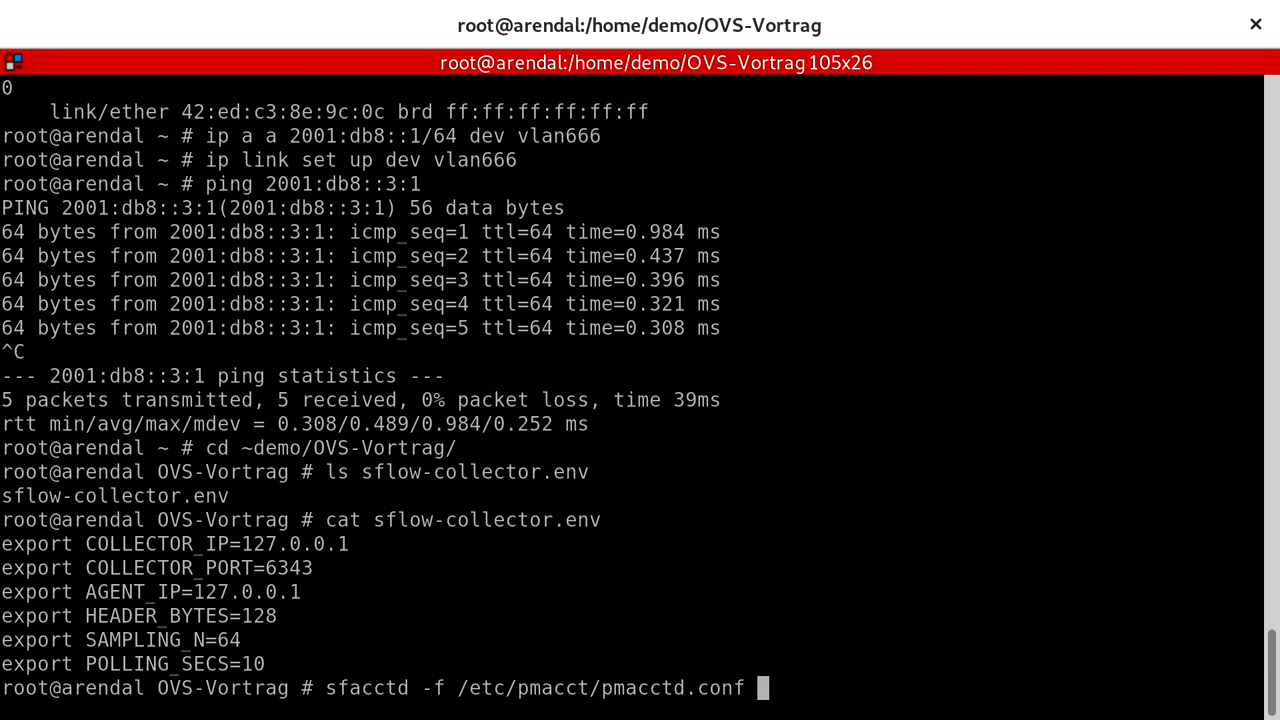 root@arendal:/home/demo/OVS-Vortrag
root@arendal:/home/demo/OVS-Vortrag 105x26
0
    link/ether 42:ed:c3:8e:9c:0c brd ff:ff:ff:ff:ff:ff
root@arendal ~ # ip a a 2001:db8::1/64 dev vlan666
root@arendal ~ # ip link set up dev vlan666
root@arendal ~ # ping 2001:db8::3:1
PING 2001:db8::3:1(2001:db8::3:1) 56 data bytes
64 bytes from 2001:db8::3:1: icmp_seq=1 ttl=64 time=0.984 ms
64 bytes from 2001:db8::3:1: icmp_seq=2 ttl=64 time=0.437 ms
64 bytes from 2001:db8::3:1: icmp_seq=3 ttl=64 time=0.396 ms
64 bytes from 2001:db8::3:1: icmp_seq=4 ttl=64 time=0.321 ms
64 bytes from 2001:db8::3:1: icmp_seq=5 ttl=64 time=0.308 ms
^C
--- 2001:db8::3:1 ping statistics ---
5 packets transmitted, 5 received, 0% packet loss, time 39ms
rtt min/avg/max/mdev = 0.308/0.489/0.984/0.252 ms
root@arendal ~ # cd ~demo/OVS-Vortrag/
root@arendal OVS-Vortrag # ls sflow-collector.env
sflow-collector.env
root@arendal OVS-Vortrag # cat sflow-collector.env
export COLLECTOR_IP=127.0.0.1
export COLLECTOR_PORT=6343
export AGENT_IP=127.0.0.1
export HEADER_BYTES=128
export SAMPLING_N=64
export POLLING_SECS=10
root@arendal OVS-Vortrag # sfacctd -f /etc/pmacct/pmacctd.conf